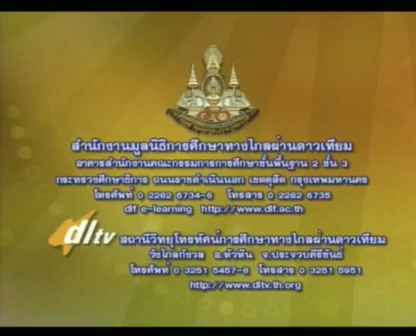 สำนักงานมูลนิธิการศึกษาทางไกลผ่านดาวเทียม
อาคารสำนักงานคณะกรรมการการศึกษาขั้นพื้นฐาน 2 ชั้น 3
กระทรวงศึกษาธิการ ถนนราชดำเนินนอก เขตดุสิต กรุงเทพมหานคร
โทรศัพท์ 0 2282 6734-6 โทรสาร 0 2282 6735
dlf e-learning http://www.dlf.ac.th
dltv สถานีวิทยุโทรทัศน์การศึกษาทางไกลผ่านดาวเทียม
วังไกลกังวล อ.หัวหิน จ.ประจวบคีรีขันธ์
โทรศัพท์ 0 3251 5457-8 โทรสาร 0 3251 5951
http://www.dltv.th.org